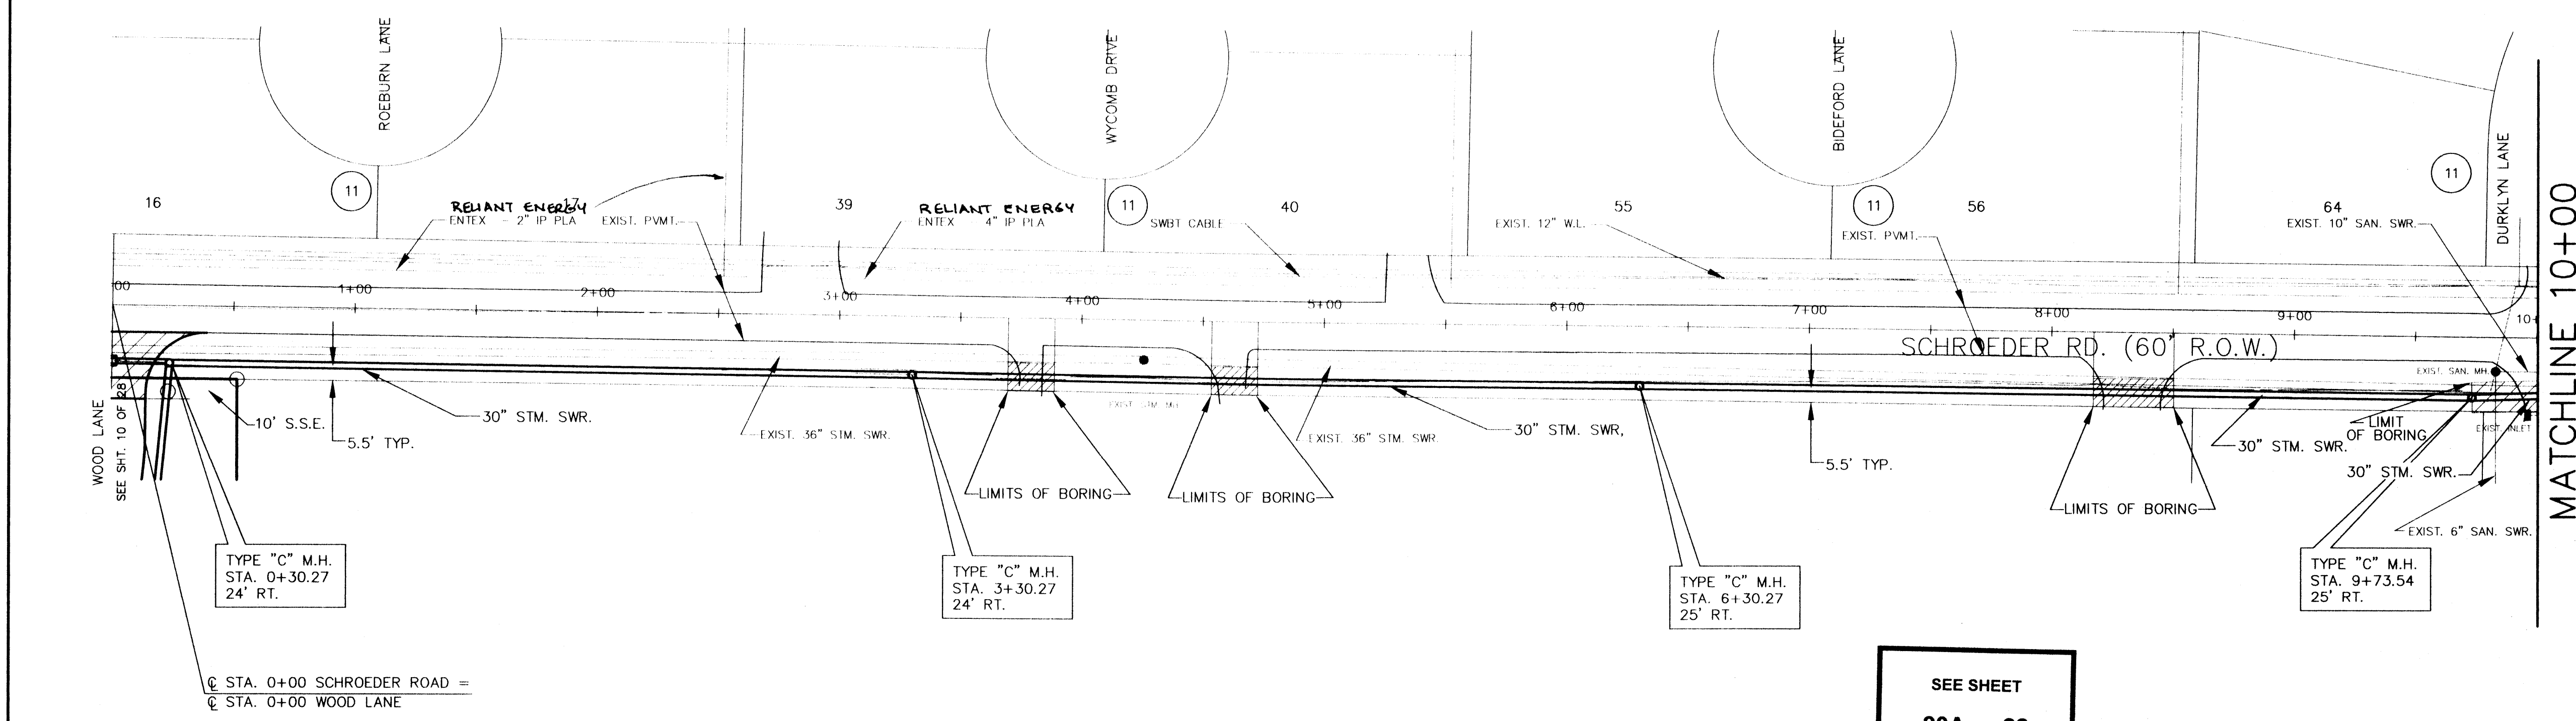 ROEBURN LANE
WYCOMB DRIVE
BIDEFORD LANE
DURKLYN LANE
MATCHLINE 10+00
16
11
RELIANT ENERGY
ENTEX - 2" IP PLA
17
EXIST. PVMT.
39
RELIANT ENERGY
ENTEX 4" IP PLA
11
SWBT CABLE
40
EXIST. 12" W.L.
55
11
EXIST. PVMT.
56
11
64
EXIST. 10" SAN. SWR.
00
1+00
2+00
3+00
4+00
5+00
6+00
7+00
8+00
9+00
10+
SCHROEDER RD. (60' R.O.W.)
EXIST. SAN. MH.
WOOD LANE
SEE SHT. 10 OF 28
10' S.S.E.
5.5' TYP.
30" STM. SWR.
EXIST. 36" STM. SWR.
EXIST. STM. MH
EXIST. 36" STM. SWR.
30" STM. SWR,
5.5' TYP.
30" STM. SWR.
LIMIT
OF BORING
EXIST. INLET
30" STM. SWR.
LIMITS OF BORING
LIMITS OF BORING
LIMITS OF BORING
EXIST. 6" SAN. SWR.
TYPE "C" M.H.
STA. 0+30.27
24' RT.
TYPE "C" M.H.
STA. 3+30.27
24' RT.
TYPE "C" M.H.
STA. 6+30.27
25' RT.
TYPE "C" M.H.
STA. 9+73.54
25' RT.
℄ STA. 0+00 SCHROEDER ROAD =
℄ STA. 0+00 WOOD LANE
SEE SHEET